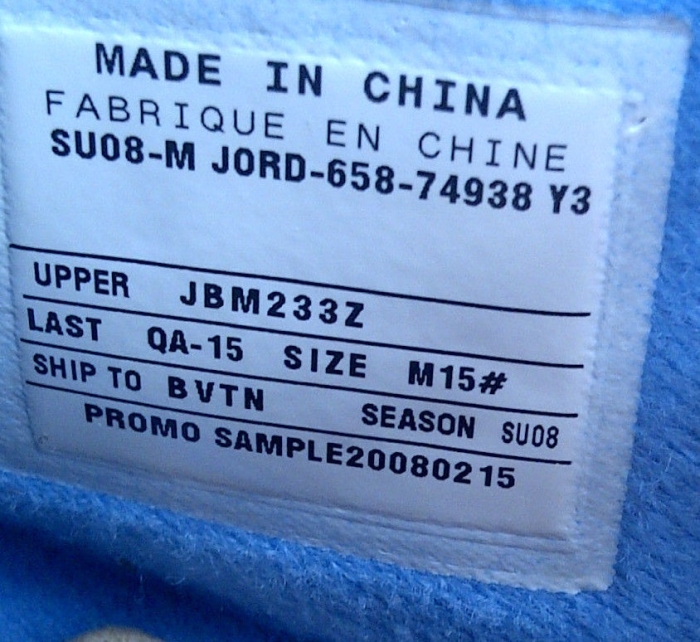 MADE IN CHINA
FABRIQUE EN CHINE
SU08-M JORD-658-74938 Y3
UPPER JBM233Z
LAST QA-15 SIZE M15#
SHIP TO BVTN SEASON SU08
PROMO SAMPLE20080215